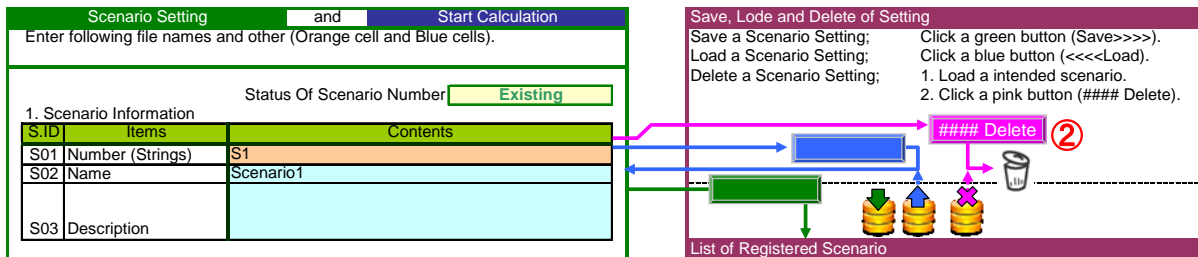 Scenario Setting and Start Calculation
Enter following file names and other (Orange cell and Blue cells).
Status Of Scenario Number Existing
1. Scenario Information
S.ID Items Contents
S01 Number (Strings) S1
S02 Name Scenario1
S03 Description
Save, Lode and Delete of Setting
Save a Scenario Setting; Click a green button (Save>>>>).
Load a Scenario Setting; Click a blue button (<<<<Load).
Delete a Scenario Setting; 1. Load a intended scenario.
2. Click a pink button (#### Delete).
#### Delete ②
List of Registered Scenario